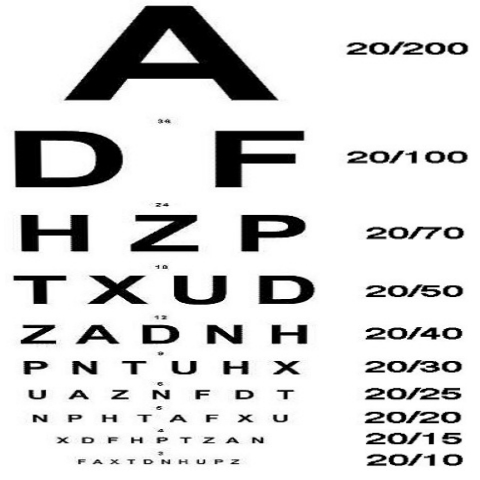 A 20/200
36
D F 20/100
24
H Z P 20/70
18
T X U D 20/50
12
Z A D N H 20/40
9
P N T U H X 20/30
6
U A Z N F D T 20/25
5
N P H T A F X U 20/20
4
X D F H P T Z A N 20/15
3
F A X T D N H U P Z 20/10